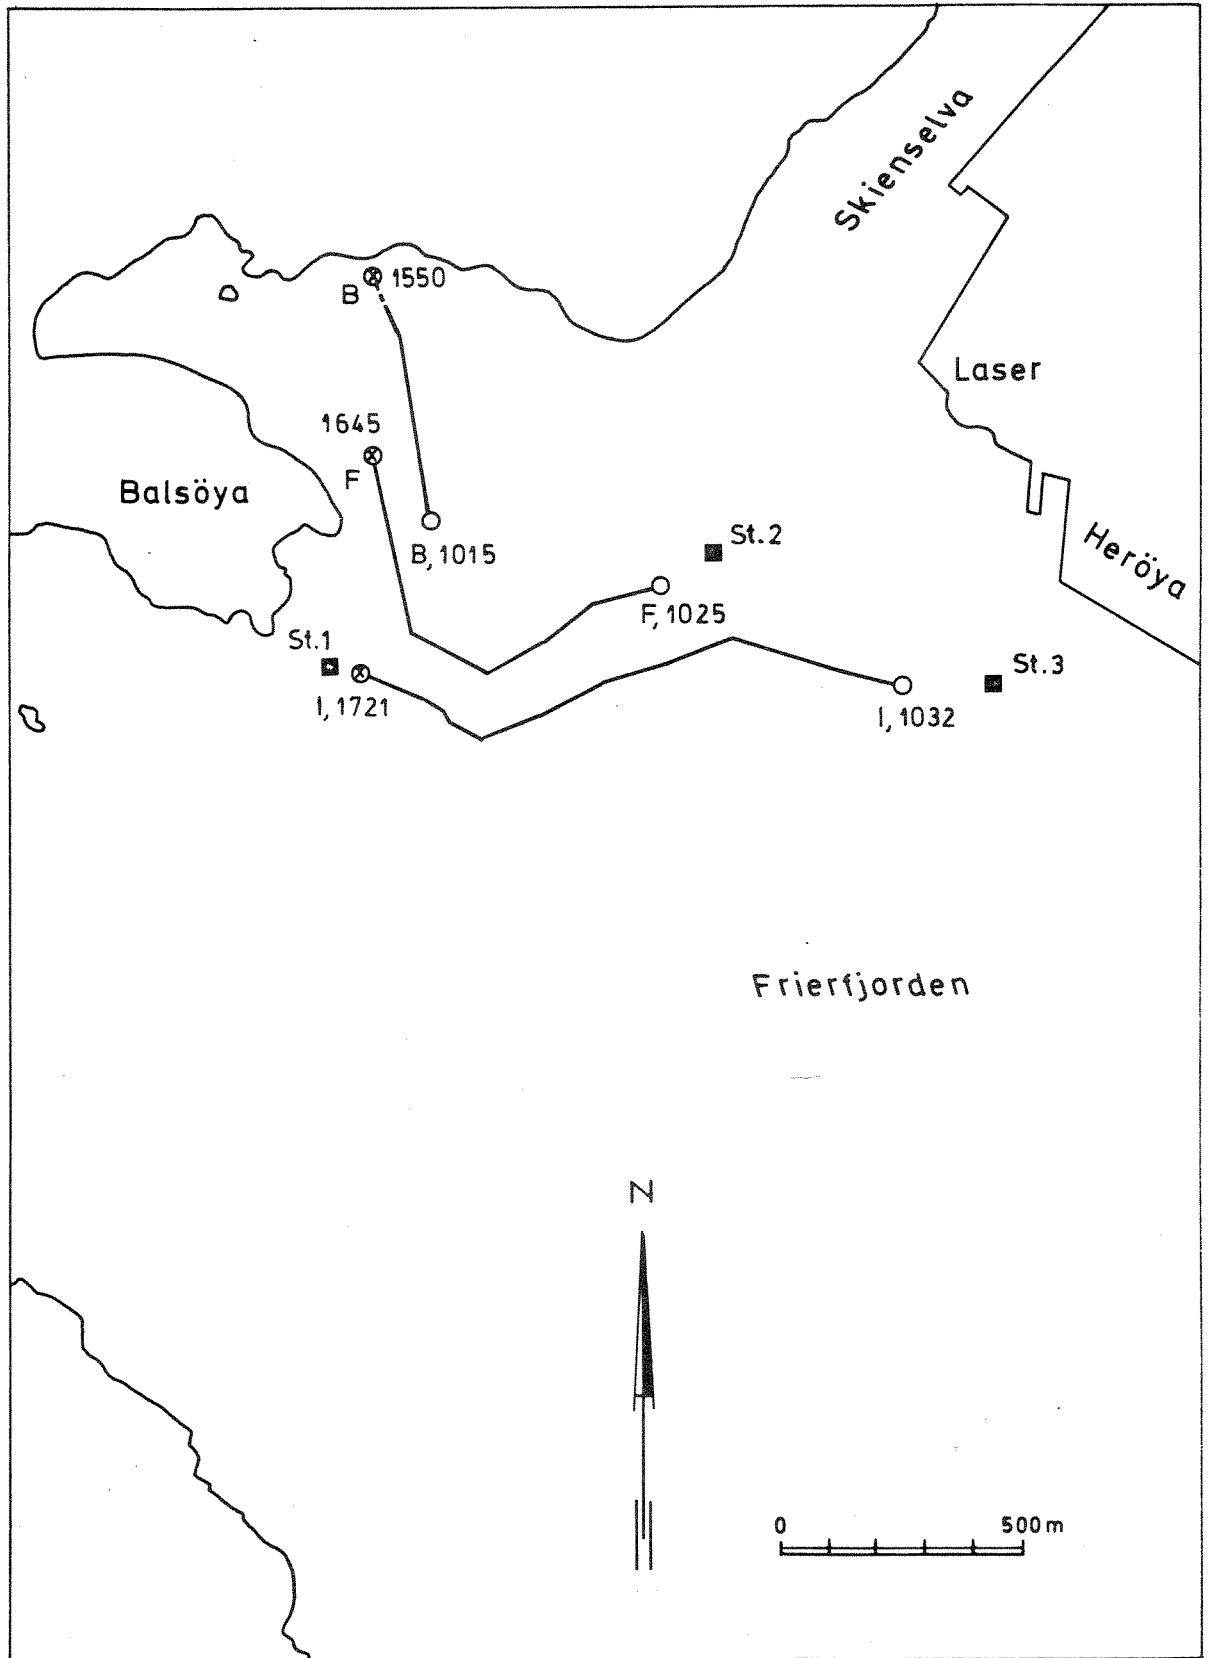 Skienselva
1550
B
Laser
1645
F
Balsöya
B, 1015
St.2
Heröya
F, 1025
St.1
St.3
I, 1721
I, 1032
Frierfjorden
N
0 500 m